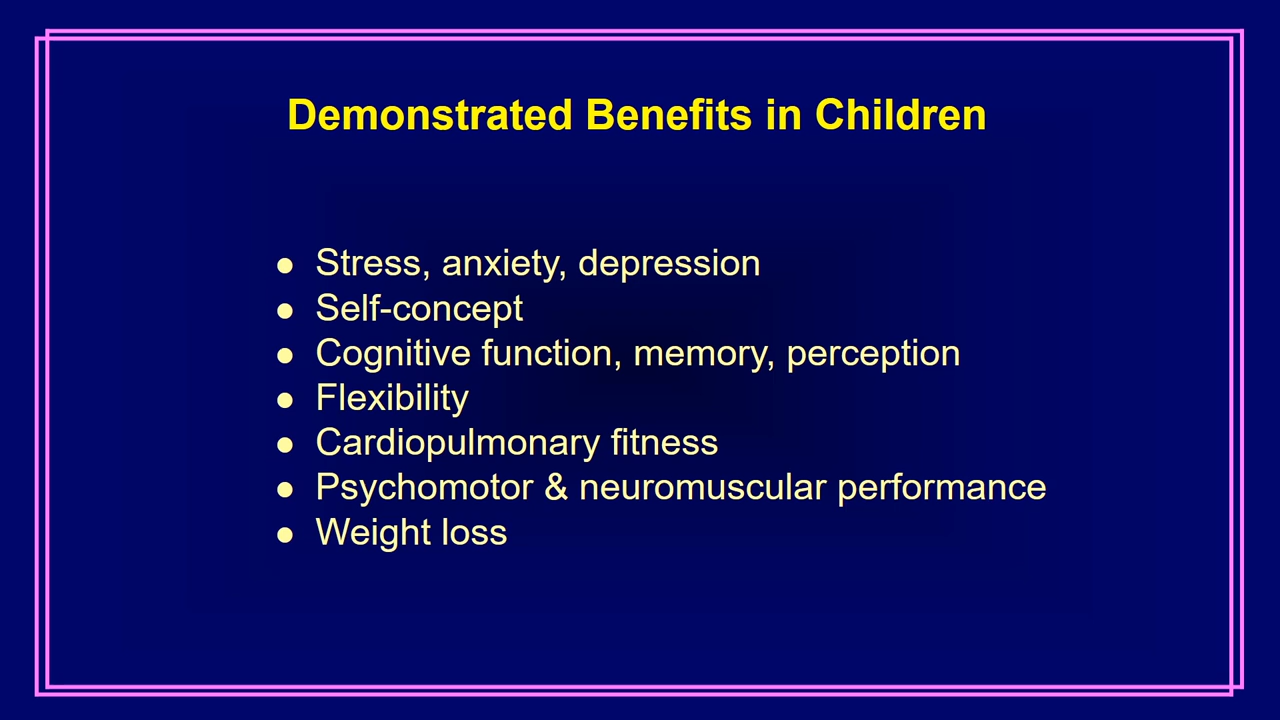 Demonstrated Benefits in Children
● Stress, anxiety, depression
● Self-concept
● Cognitive function, memory, perception
● Flexibility
● Cardiopulmonary fitness
● Psychomotor & neuromuscular performance
● Weight loss